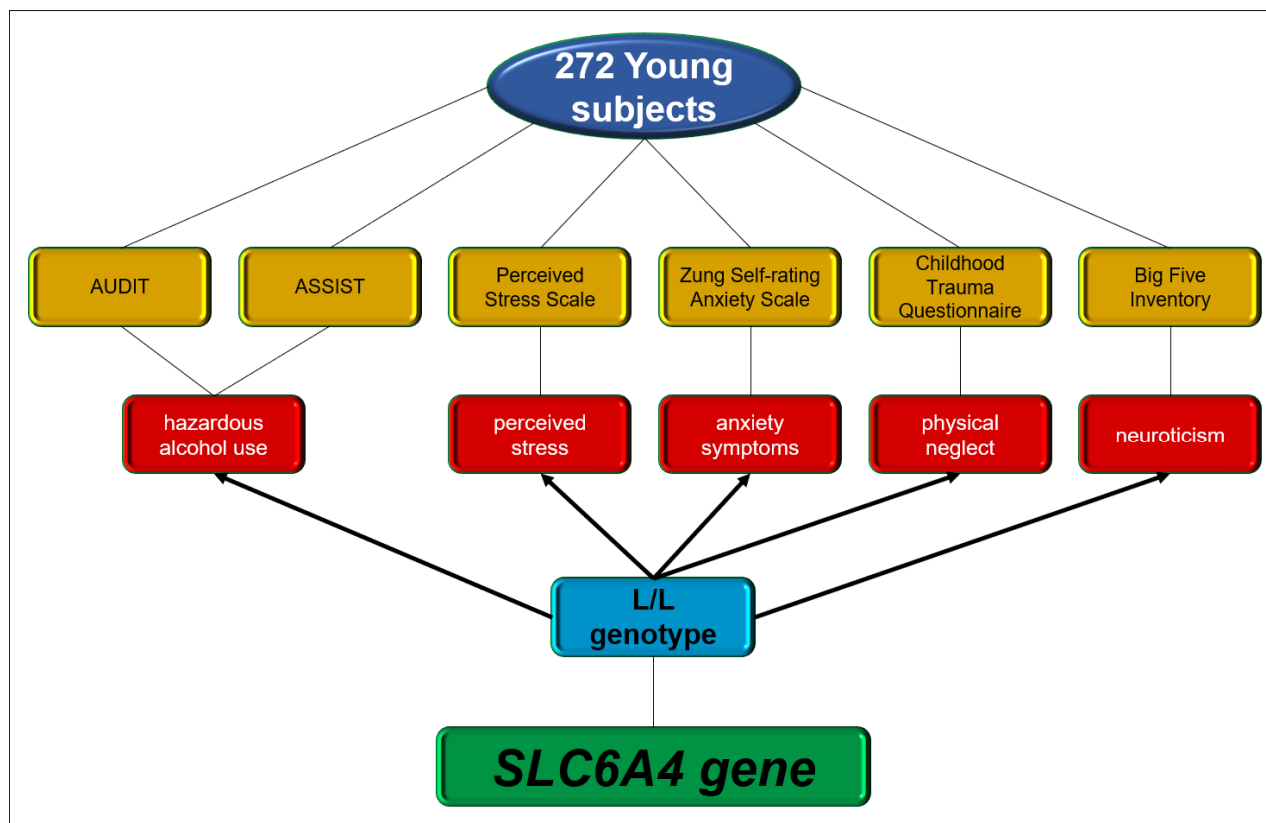 272 Young
subjects
AUDIT
ASSIST
Perceived
Stress Scale
Zung Self-rating
Anxiety Scale
Childhood
Trauma
Questionnaire
Big Five
Inventory
hazardous
alcohol use
perceived
stress
anxiety
symptoms
physical
neglect
neuroticism
L/L
genotype
SLC6A4 gene